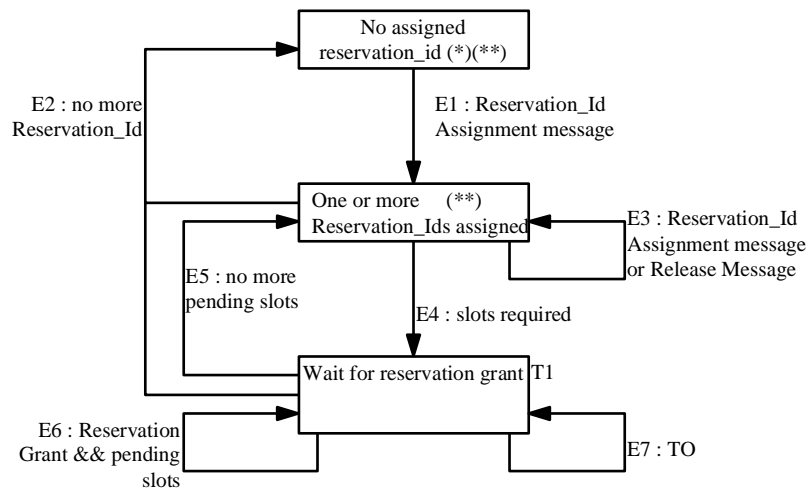 No assigned
reservation_id (*)(**)
E2 : no more
Reservation_Id
E1 : Reservation_Id
Assignment message
One or more (**)
Reservation_Ids assigned
E3 : Reservation_Id
Assignment message
or Release Message
E5 : no more
pending slots
E4 : slots required
Wait for reservation grant T1
E6 : Reservation
Grant && pending
slots
E7 : TO